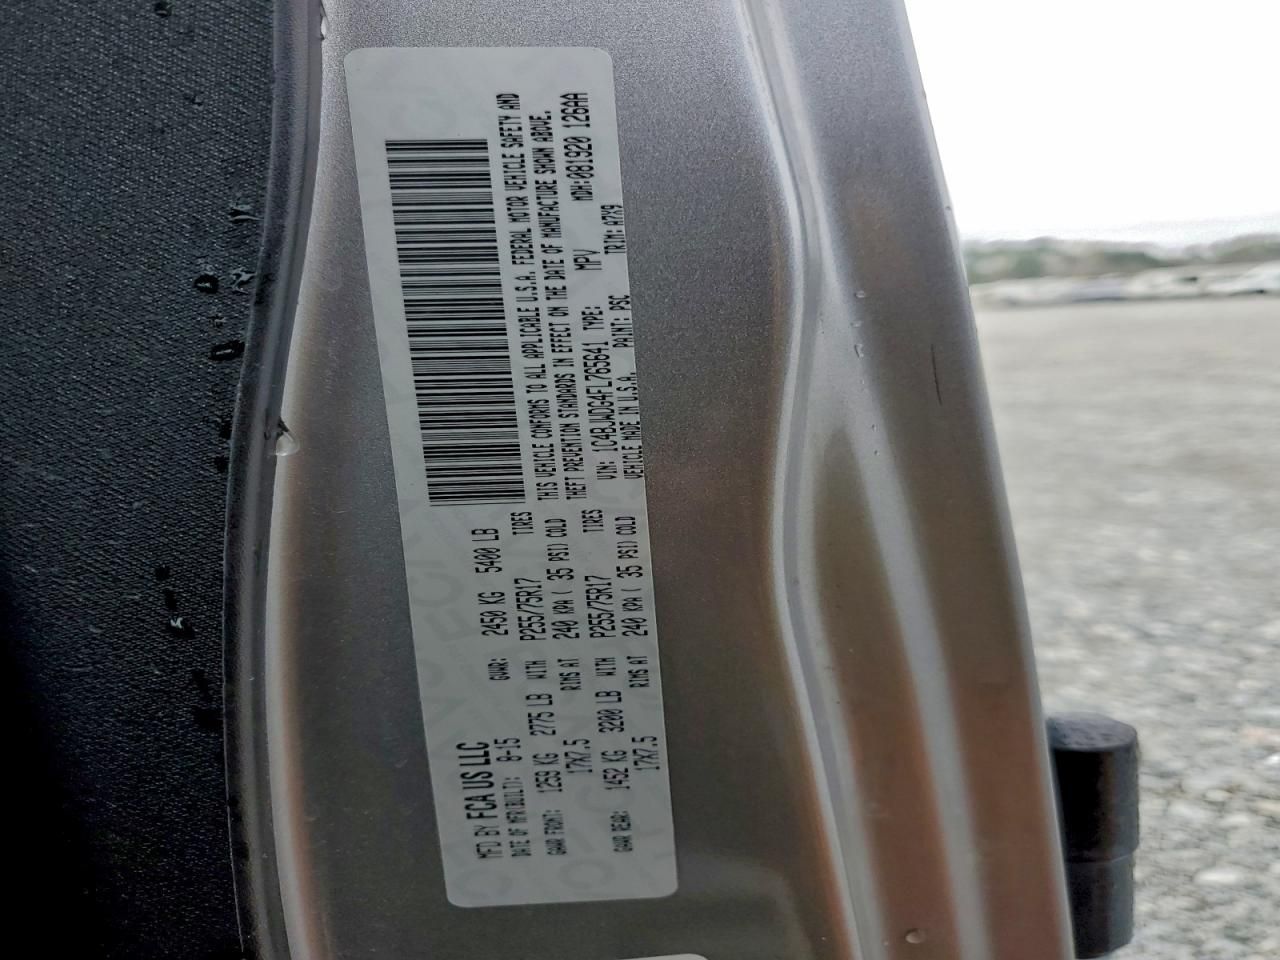 MFD BY FCA US LLC
DATE OF MFR(BUILT): 8-15 GVWR: 2450 KG 5400 LB
GAWR FRONT: 1259 KG 2775 LB WITH P255/75R17 TIRES
17X7.5 RIMS AT 240 KPA ( 35 PSI) COLD
GAWR REAR: 1452 KG 3200 LB WITH P255/75R17 TIRES
17X7.5 RIMS AT 240 KPA ( 35 PSI) COLD
THIS VEHICLE CONFORMS TO ALL APPLICABLE U.S.A. FEDERAL MOTOR VEHICLE SAFETY AND
THEFT PREVENTION STANDARDS IN EFFECT ON THE DATE OF MANUFACTURE SHOWN ABOVE.
VIN: 1C4BJWDG4FL765641 TYPE: MPV MDH:081920 126AA
VEHICLE MADE IN U.S.A. PAINT: PSC TRIM:A7X9